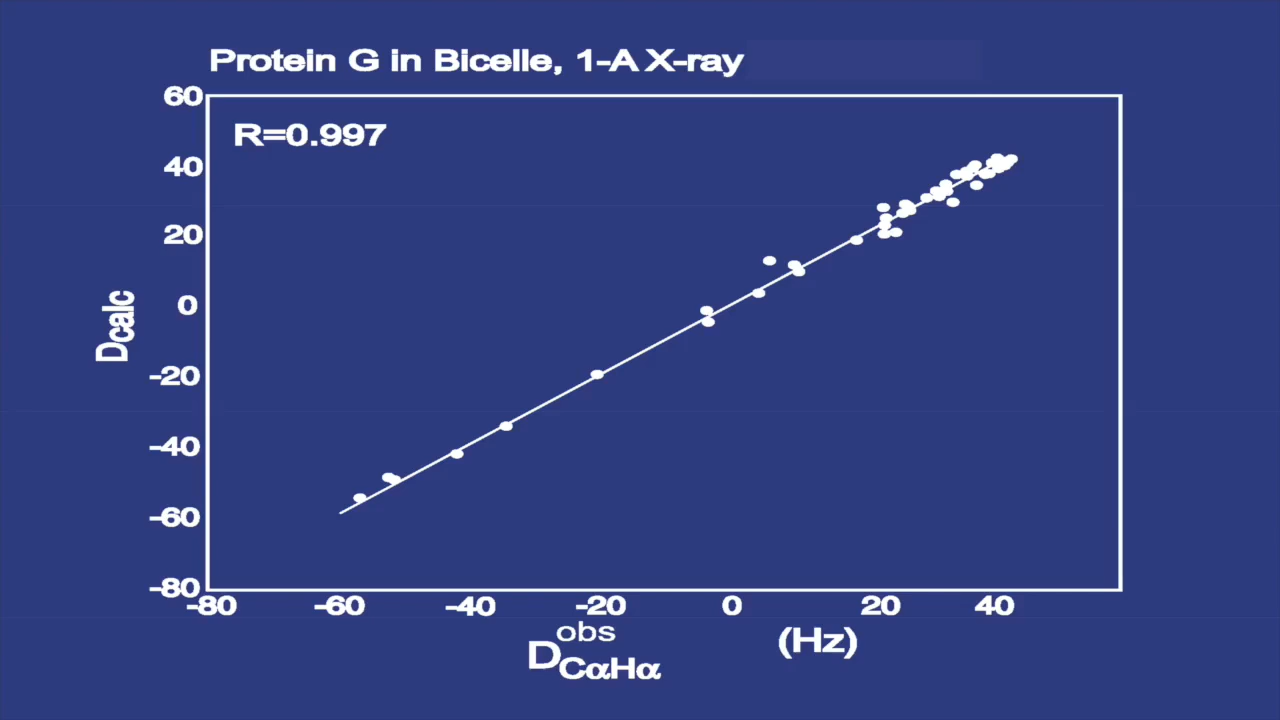 Protein G in Bicelle, 1-A X-ray
60
R=0.997
40
20
0
-20
-40
-60
-80
Dcalc
-80 -60 -40 -20 0 20 40
D obs CαHα (Hz)